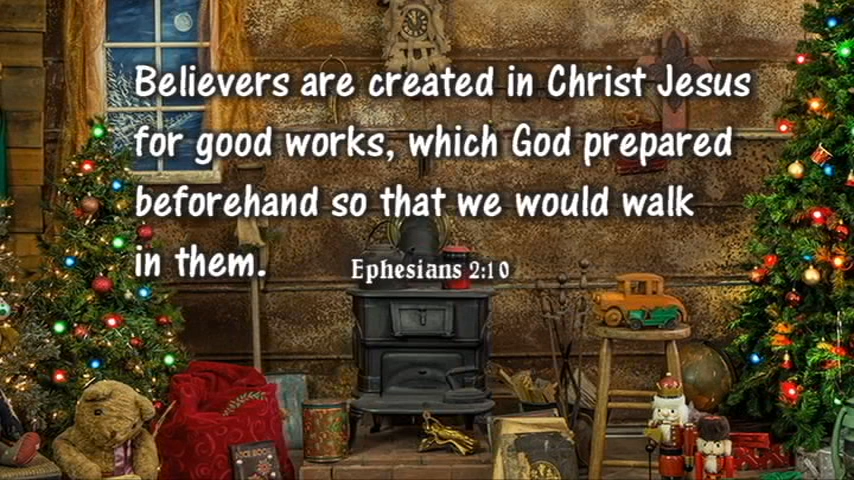 Believers are created in Christ Jesus
for good works, which God prepared
beforehand so that we would walk
in them. Ephesians 2:10